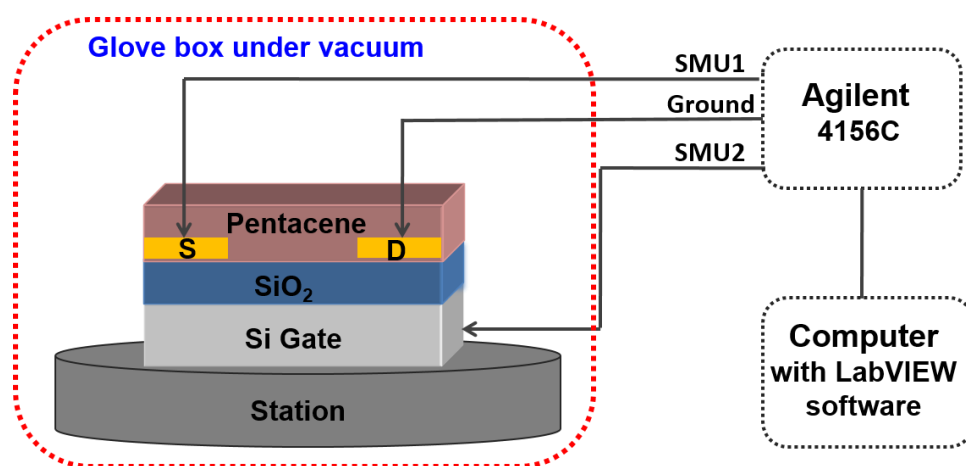 Glove box under vacuum
SMU1
Ground
SMU2
Agilent
4156C
Pentacene
S
D
SiO₂
Si Gate
Station
Computer
with LabVIEW
software